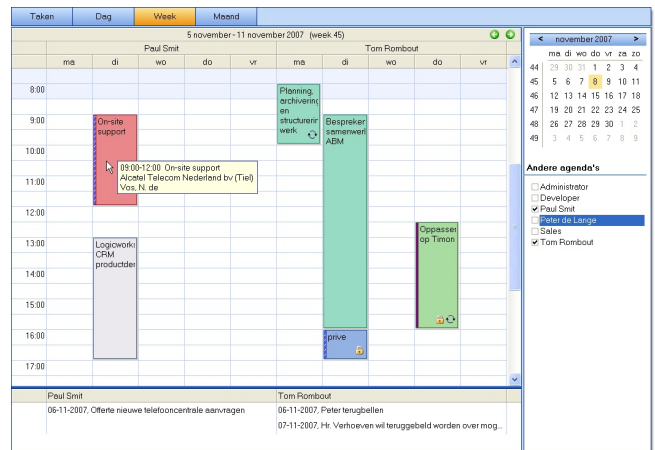 Taken Dag Week Maand
5 november - 11 november 2007 (week 45)
Paul Smit Tom Rombout
ma di wo do vr ma di wo do vr
8:00
9:00
10:00
11:00
12:00
13:00
14:00
15:00
16:00
17:00
On-site
support
09:00-12:00 On-site support
Alcatel Telecom Nederland bv (Tiel)
Vos, N. de
Logicworks
CRM
productder
Planning,
archivering
en
structurerin
werk
Bespreken
samenwerl
ABM
prive
Oppassen
op Timon
Paul Smit
06-11-2007, Offerte nieuwe telefooncentrale aanvragen
Tom Rombout
06-11-2007, Peter terugbellen
07-11-2007, Hr. Verhoeven wil teruggebeld worden over mog...
< november 2007 >
ma di wo do vr za zo
44 29 30 31 1 2 3 4
45 5 6 7 8 9 10 11
46 12 13 14 15 16 17 18
47 19 20 21 22 23 24 25
48 26 27 28 29 30 1 2
49 3 4 5 6 7 8 9
Andere agenda's
Administrator
Developer
Paul Smit
Peter de Lange
Sales
Tom Rombout